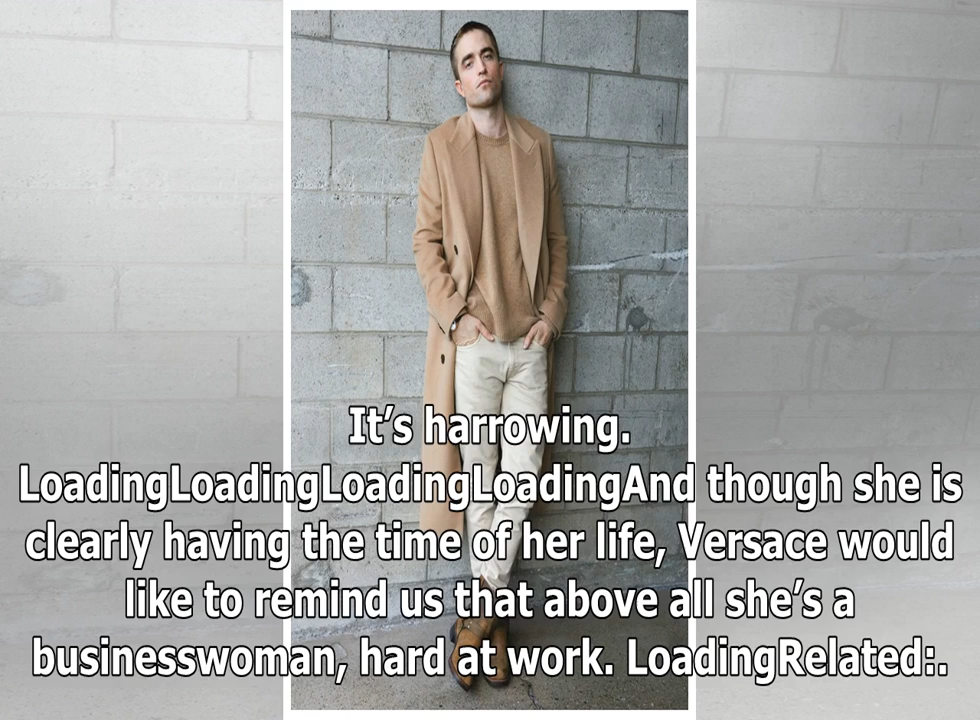 It’s harrowing.
LoadingLoadingLoadingLoadingAnd though she is
clearly having the time of her life, Versace would
like to remind us that above all she’s a
businesswoman, hard at work. LoadingRelated:.